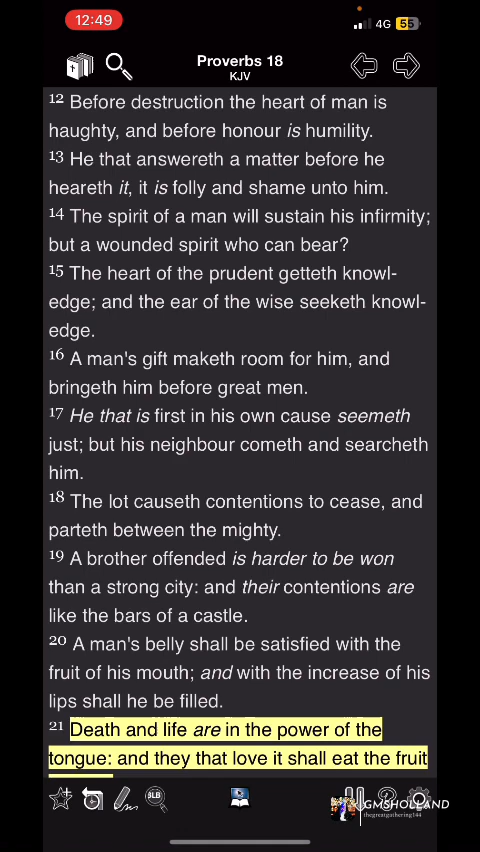 12:49
4G 55
Proverbs 18
KJV
12 Before destruction the heart of man is
haughty, and before honour is humility.
13 He that answereth a matter before he
heareth it, it is folly and shame unto him.
14 The spirit of a man will sustain his infirmity;
but a wounded spirit who can bear?
15 The heart of the prudent getteth knowl-
edge; and the ear of the wise seeketh knowl-
edge.
16 A man's gift maketh room for him, and
bringeth him before great men.
17 He that is first in his own cause seemeth
just; but his neighbour cometh and searcheth
him.
18 The lot causeth contentions to cease, and
parteth between the mighty.
19 A brother offended is harder to be won
than a strong city: and their contentions are
like the bars of a castle.
20 A man's belly shall be satisfied with the
fruit of his mouth; and with the increase of his
lips shall he be filled.
21 Death and life are in the power of the
tongue: and they that love it shall eat the fruit
SLB
GMSHOLLAND
thegreatgathering144